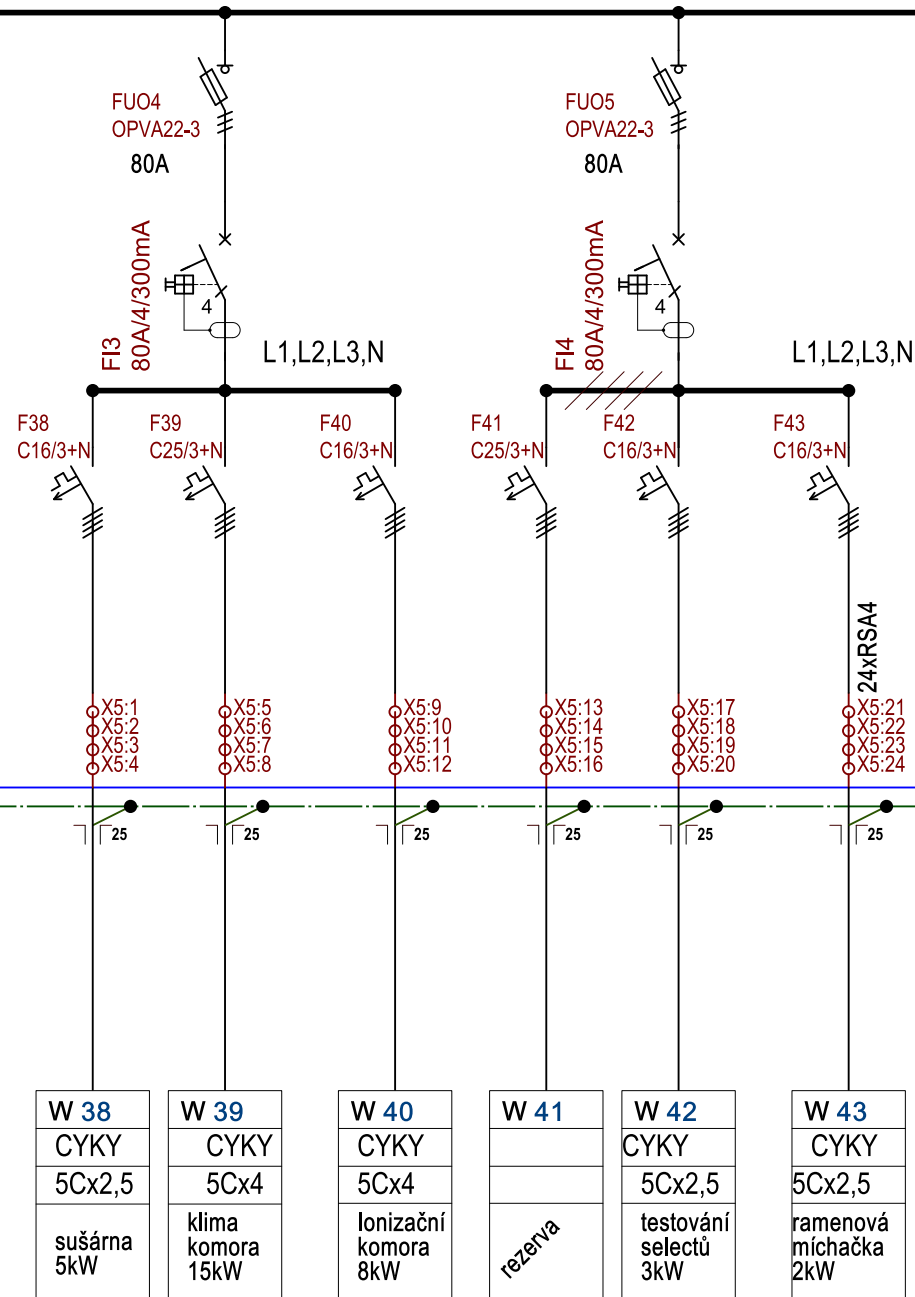 FUO4
OPVA22-3
80A
FUO5
OPVA22-3
80A
FI3
80A/4/300mA
4
L1,L2,L3,N
FI4
80A/4/300mA
4
L1,L2,L3,N
F38
C16/3+N
F39
C25/3+N
F40
C16/3+N
F41
C25/3+N
F42
C16/3+N
F43
C16/3+N
24xRSA4
X5:1
X5:2
X5:3
X5:4
X5:5
X5:6
X5:7
X5:8
X5:9
X5:10
X5:11
X5:12
X5:13
X5:14
X5:15
X5:16
X5:17
X5:18
X5:19
X5:20
X5:21
X5:22
X5:23
X5:24
25
25
25
25
25
25
W 38
CYKY
5Cx2,5
sušárna
5kW
W 39
CYKY
5Cx4
klima
komora
15kW
W 40
CYKY
5Cx4
Ionizační
komora
8kW
W 41
rezerva
W 42
CYKY
5Cx2,5
testování
selectů
3kW
W 43
CYKY
5Cx2,5
ramenová
míchačka
2kW